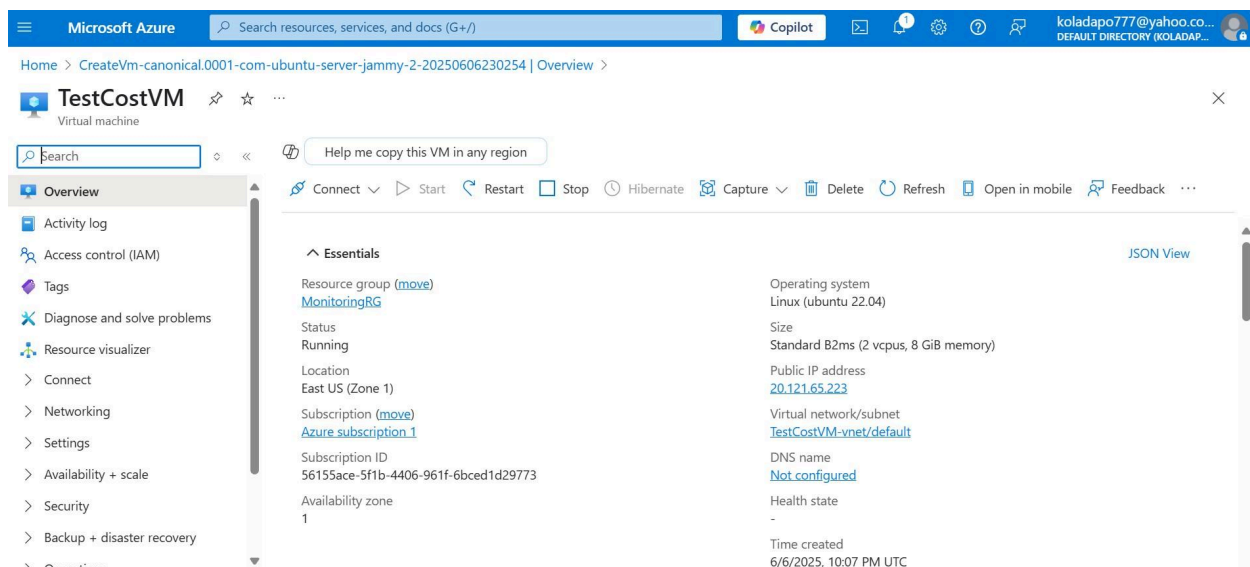 Microsoft Azure
Search resources, services, and docs (G+/)
Copilot
1
koladapo777@yahoo.co...
DEFAULT DIRECTORY (KOLADAP...
Home > CreateVm-canonical.0001-com-ubuntu-server-jammy-2-20250606230254 | Overview >
TestCostVM
Virtual machine
Search
Help me copy this VM in any region
Connect
Start
Restart
Stop
Hibernate
Capture
Delete
Refresh
Open in mobile
Feedback
Overview
Activity log
Access control (IAM)
Tags
Diagnose and solve problems
Resource visualizer
Connect
Networking
Settings
Availability + scale
Security
Backup + disaster recovery
Essentials
JSON View
Resource group (move)
MonitoringRG
Status
Running
Location
East US (Zone 1)
Subscription (move)
Azure subscription 1
Subscription ID
56155ace-5f1b-4406-961f-6bced1d29773
Availability zone
1
Operating system
Linux (ubuntu 22.04)
Size
Standard B2ms (2 vcpus, 8 GiB memory)
Public IP address
20.121.65.223
Virtual network/subnet
TestCostVM-vnet/default
DNS name
Not configured
Health state
-
Time created
6/6/2025, 10:07 PM UTC